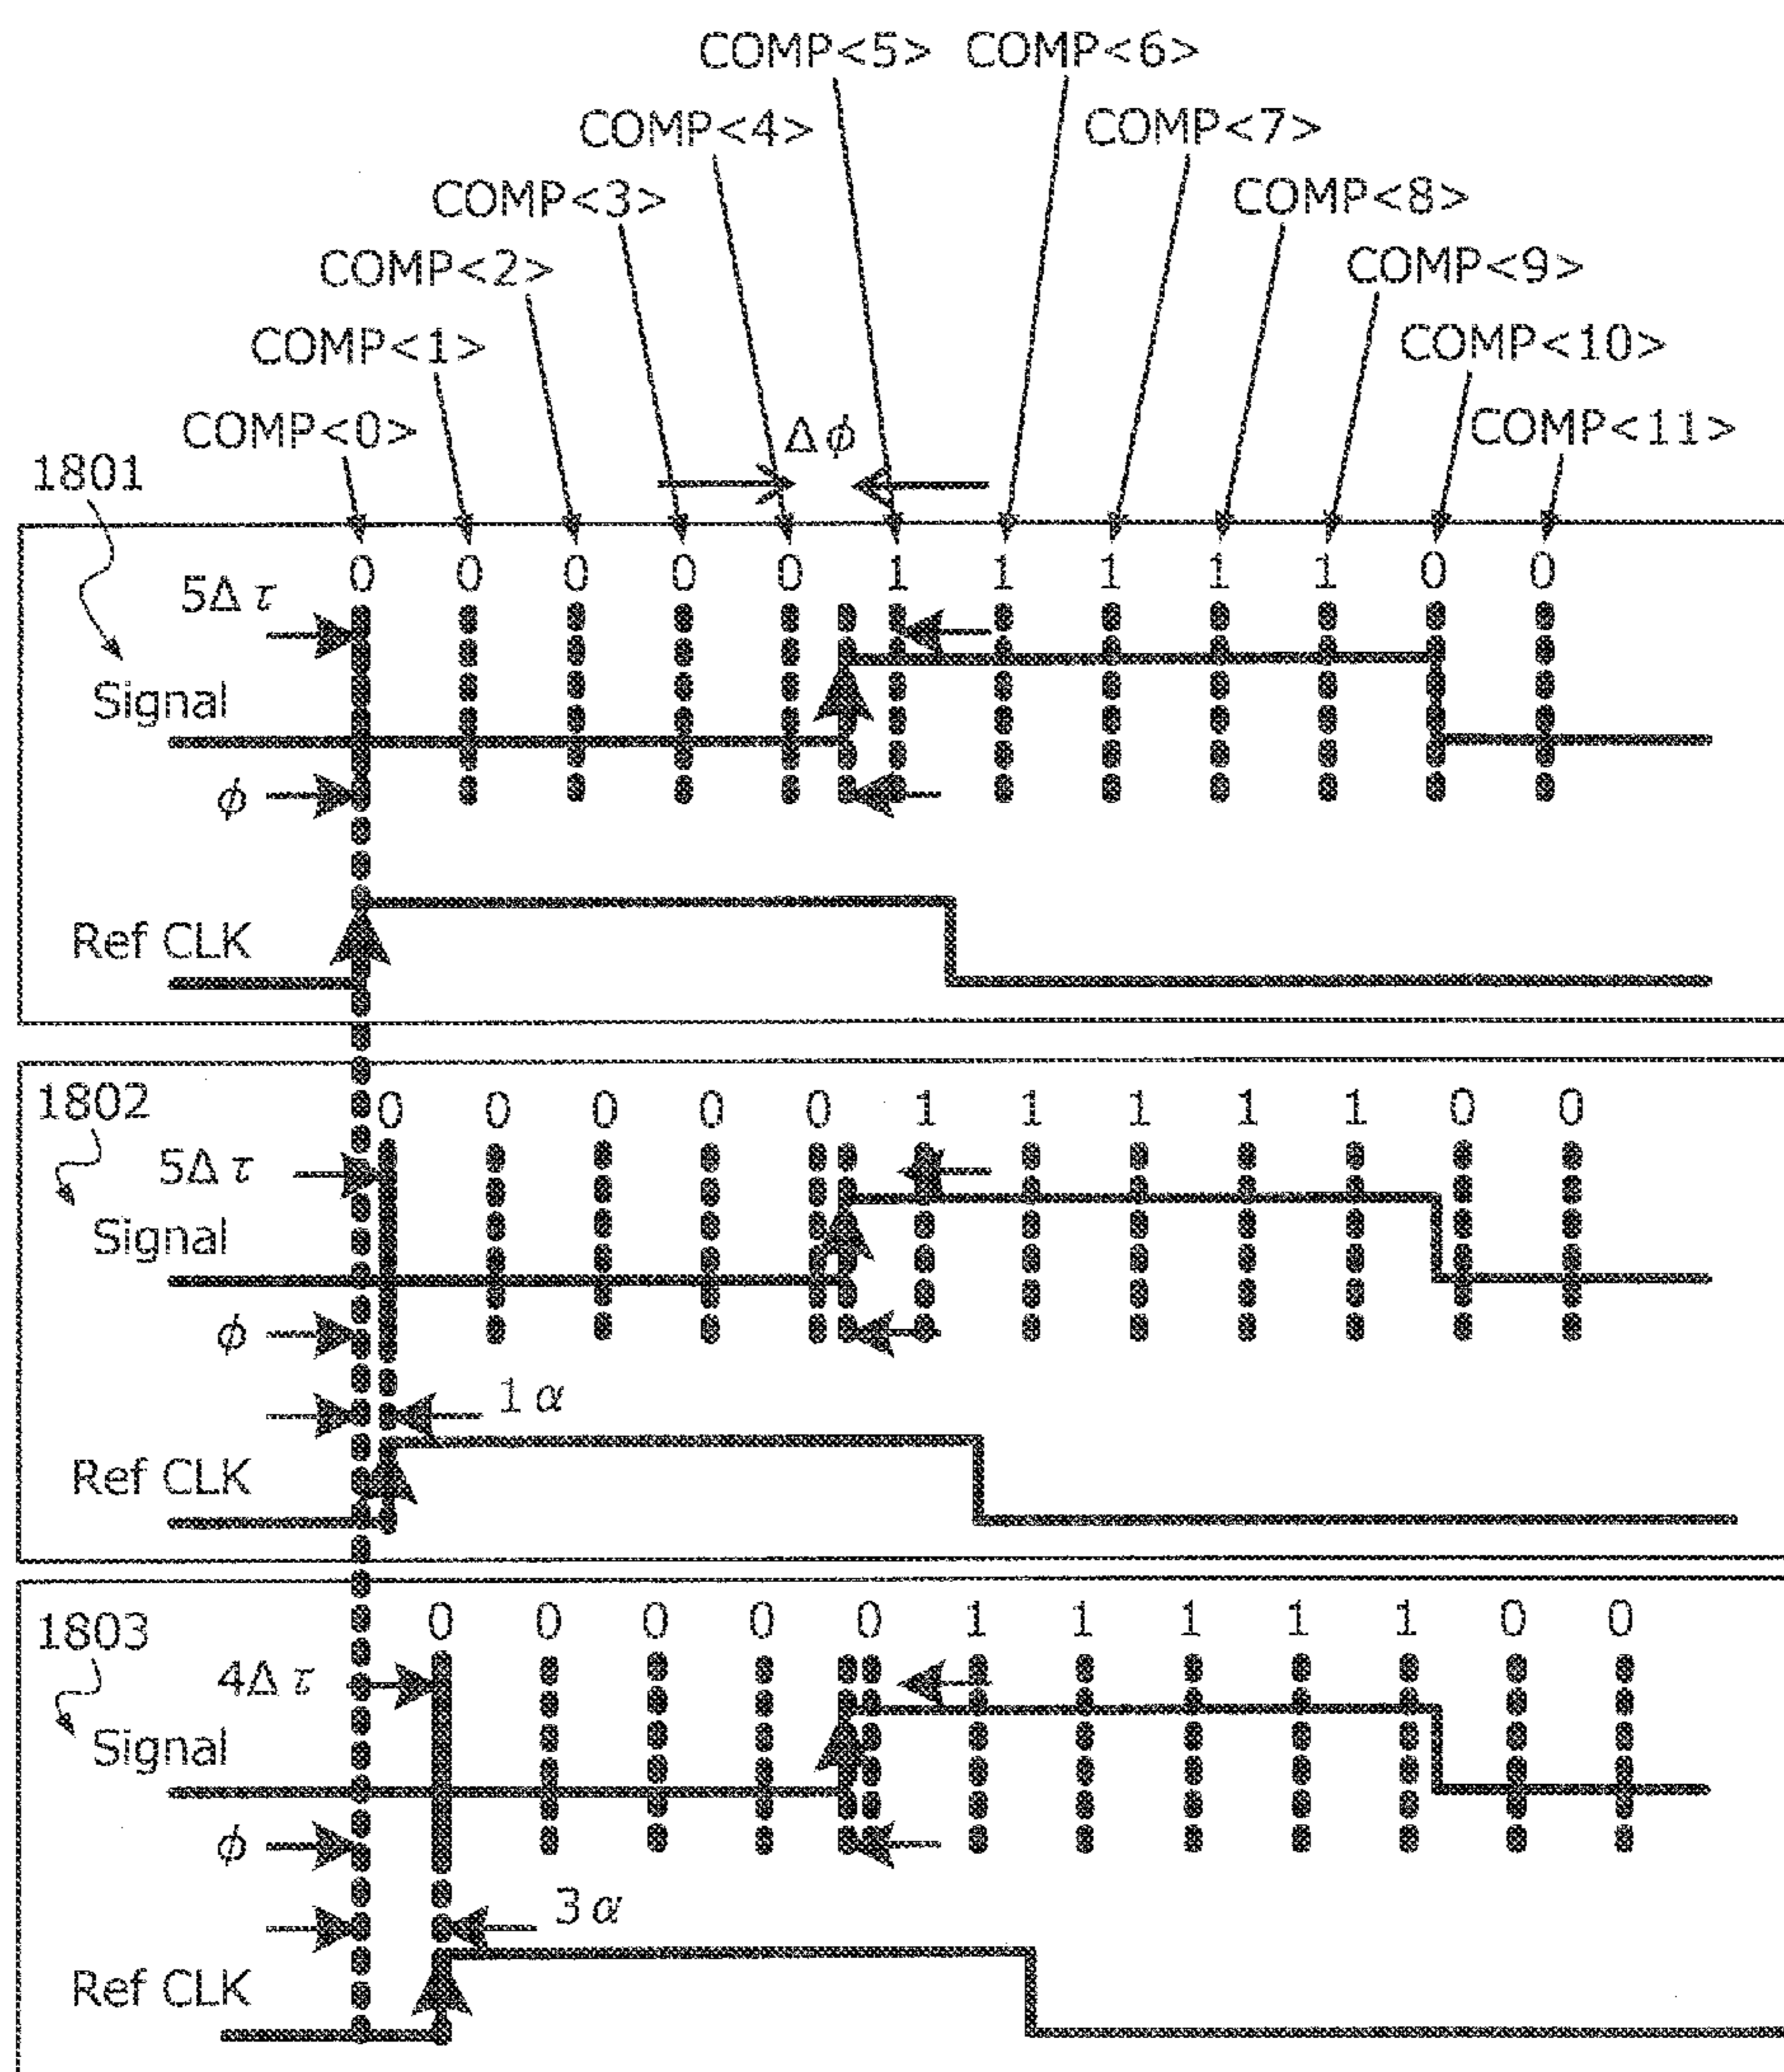 COMP<5> COMP<6>
COMP<4> COMP<7>
COMP<3> COMP<8>
COMP<2> COMP<9>
COMP<1> COMP<10>
COMP<0> Δϕ COMP<11>
1801
0 0 0 0 0 1 1 1 1 1 0 0
5Δτ
Signal
ϕ
Ref CLK
1802
0 0 0 0 0 1 1 1 1 1 0 0
5Δτ
Signal
ϕ
1α
Ref CLK
1803
0 0 0 0 0 1 1 1 1 1 0 0
4Δτ
Signal
ϕ
3α
Ref CLK